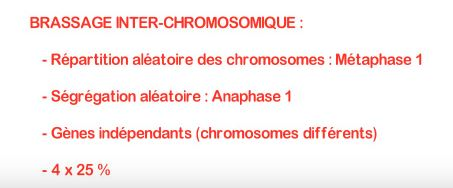 BRASSAGE INTER-CHROMOSOMIQUE :
- Répartition aléatoire des chromosomes : Métaphase 1
- Ségrégation aléatoire : Anaphase 1
- Gènes indépendants (chromosomes différents)
- 4 x 25 %